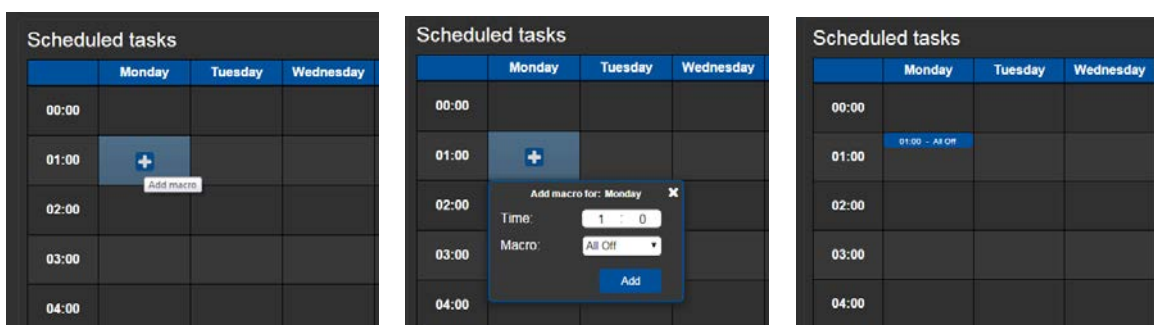 Scheduled tasks
Monday Tuesday Wednesday
00:00
01:00
Add macro
02:00
03:00
04:00
Scheduled tasks
Monday Tuesday Wednesday
00:00
01:00
02:00
03:00
04:00
Add macro for: Monday
Time: 1 : 0
Macro: All Off
Add
Scheduled tasks
Monday Tuesday Wednesday
00:00
01:00 - All Off
01:00
02:00
03:00
04:00